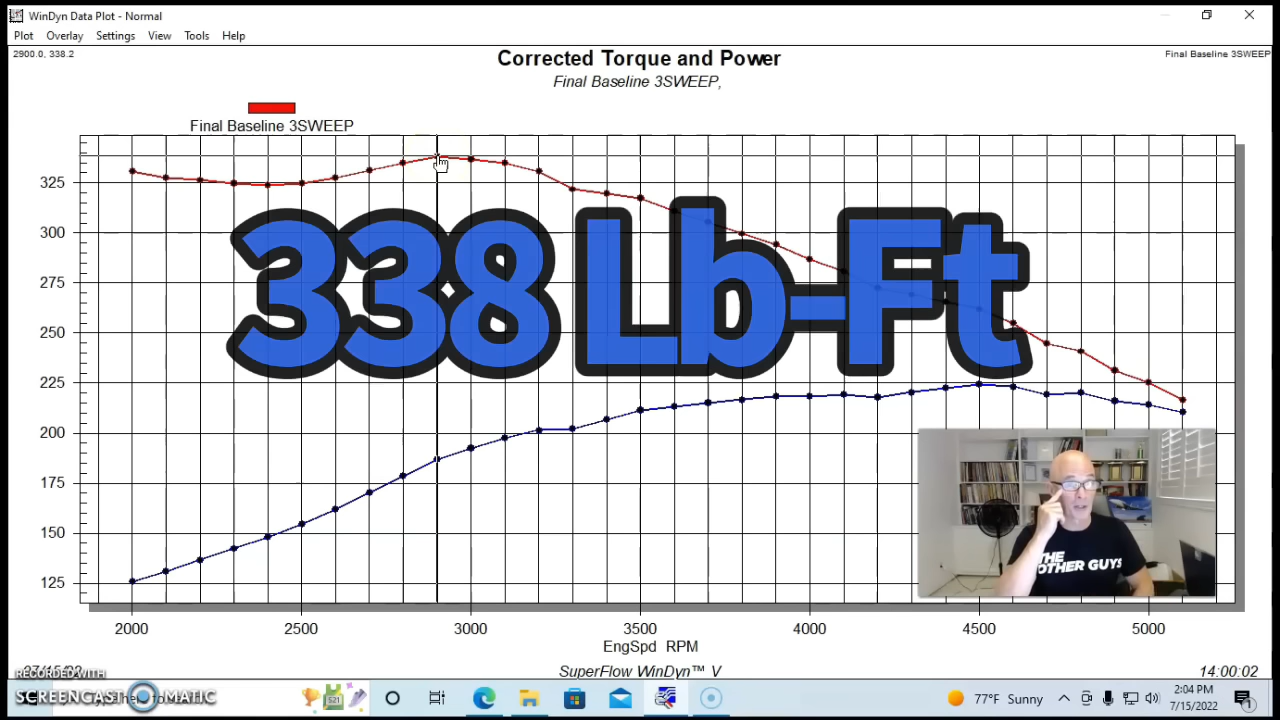 WinDyn Data Plot - Normal
Plot Overlay Settings View Tools Help
2900.0, 338.2
Final Baseline 3SWEEP
Corrected Torque and Power
Final Baseline 3SWEEP,
Final Baseline 3SWEEP
325
300
275
250
225
200
175
150
125
338 Lb-Ft
THE
OTHER GUYS
2000 2500 3000 3500 4000 4500 5000
EngSpd RPM
SuperFlow WinDyn™ V
14:00:02
RECORDED WITH
SCREENCAST MATIC
521
77°F Sunny
2:04 PM
7/15/2022
1